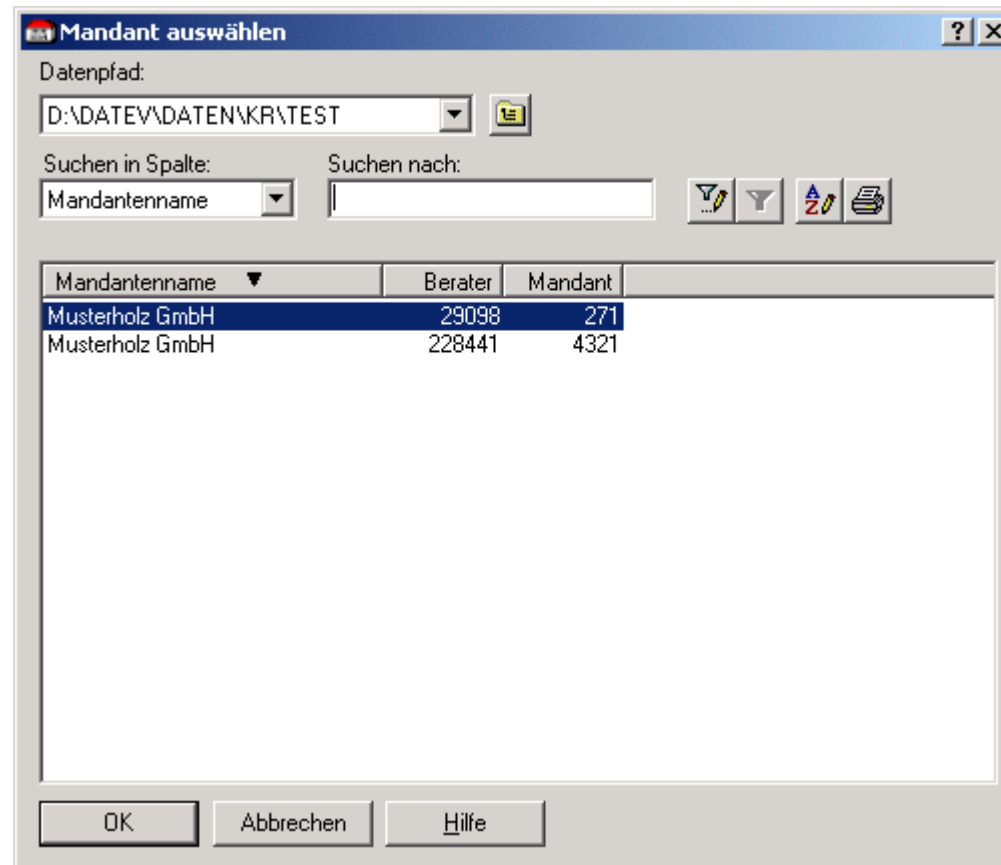 Mandant auswählen
Datenpfad:
D:\DATEV\DATEN\KR\TEST
Suchen in Spalte: Suchen nach:
Mandantenname
Mandantenname Berater Mandant
Musterholz GmbH 29098 271
Musterholz GmbH 228441 4321
OK Abbrechen Hilfe